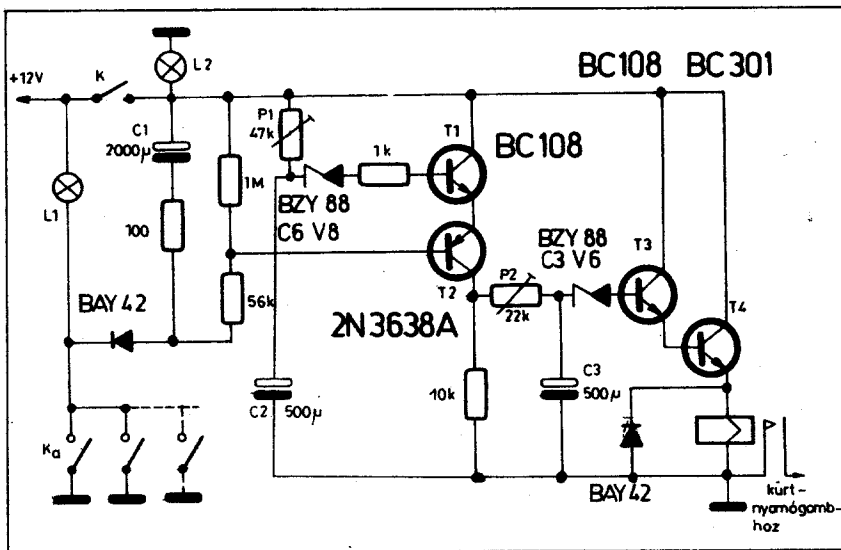 L2
BC108 BC301
+12V
K
P1
47k
T1
C1
2000µ
1k
BC108
1M
L1
BZY 88
C6 V8
100
BZY 88
C3 V6
T3
P2
T2
BAY 42
56k
22k
T4
2N3638A
C3
10k
C2
500µ
500µ
Ka
BAY 42
kürt-
nyomógomb-
hoz